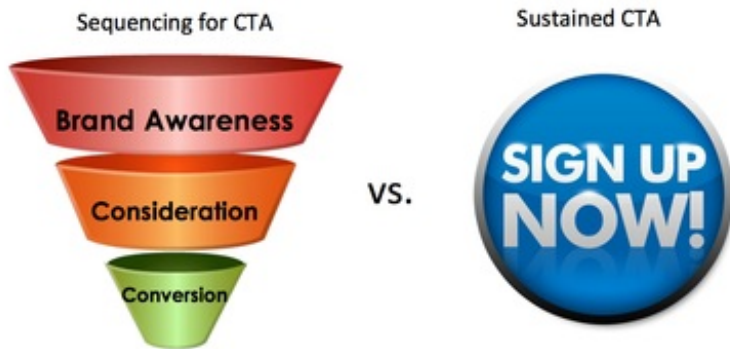 Sequencing for CTA
Brand Awareness
Consideration
Conversion
vs.
Sustained CTA
SIGN UP
NOW!